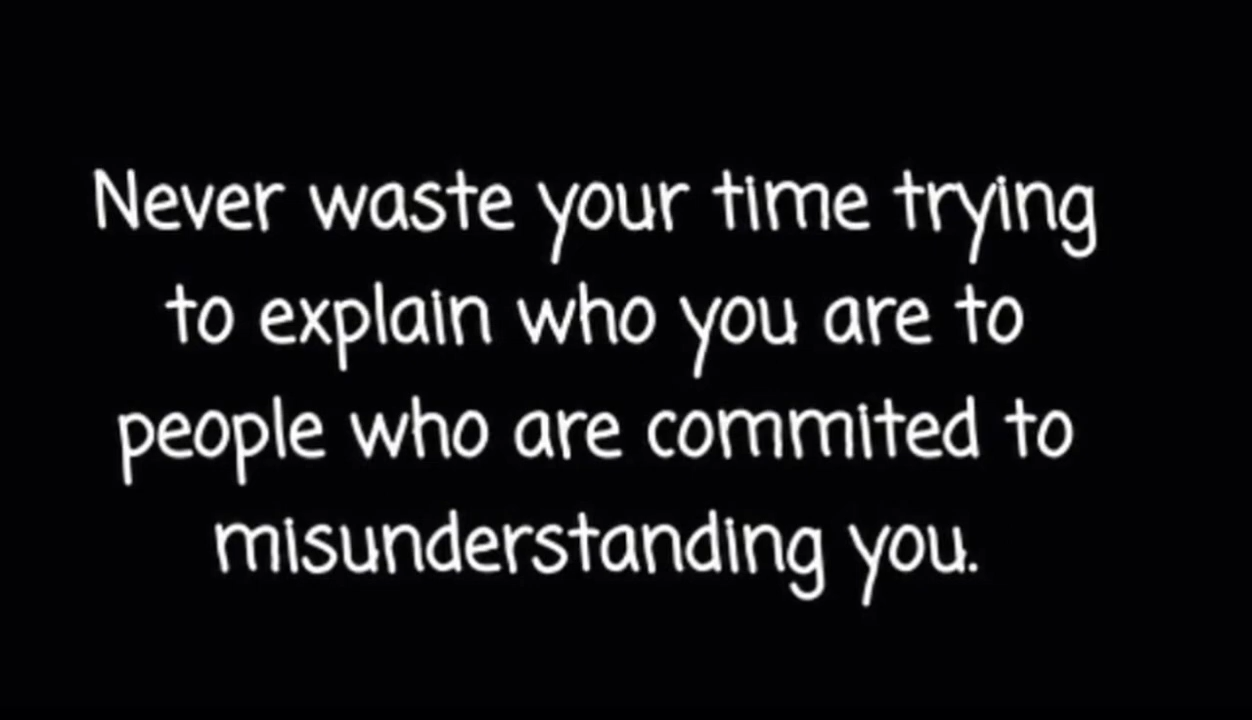 Never waste your time trying
to explain who you are to
people who are commited to
misunderstanding you.